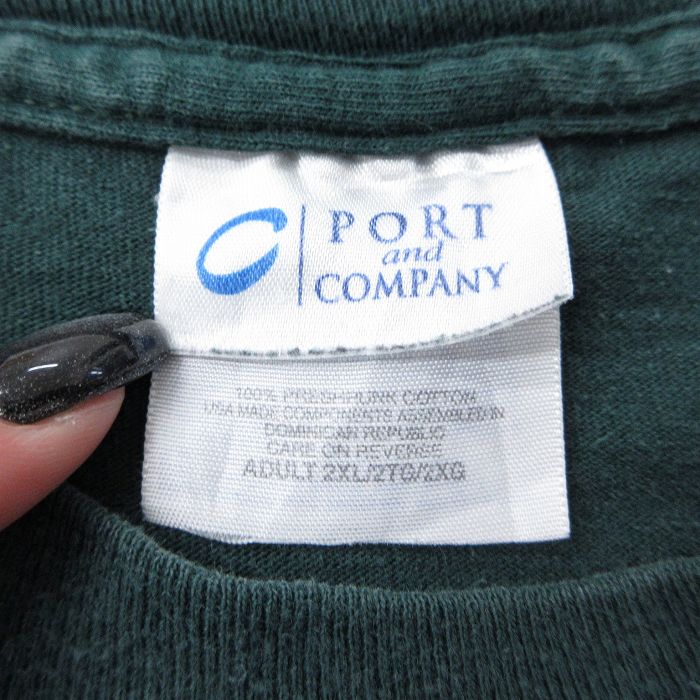 PORT
and
COMPANY
100% PRESHRUNK COTTON
USA MADE COMPONENTS ASSEMBLED IN
DOMINICAN REPUBLIC
CARE ON REVERSE
ADULT 2XL/2TG/2XG